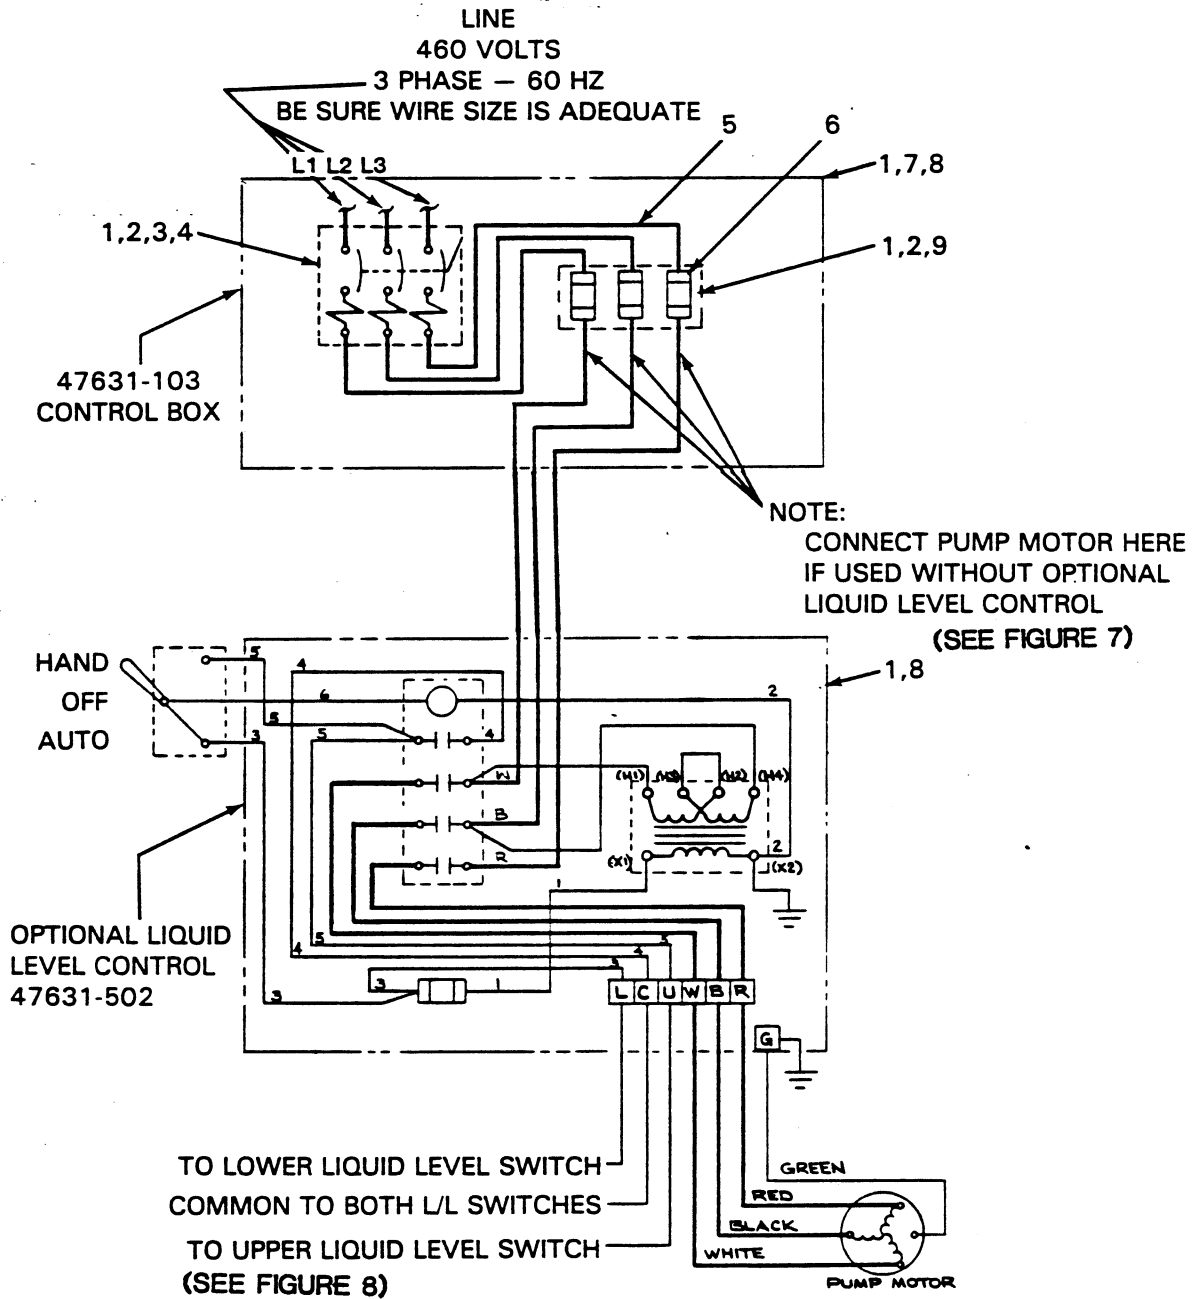 LINE
460 VOLTS
3 PHASE — 60 HZ
BE SURE WIRE SIZE IS ADEQUATE
5
6
L1 L2 L3
1,7,8
1,2,3,4
1,2,9
47631-103
CONTROL BOX
NOTE:
CONNECT PUMP MOTOR HERE
IF USED WITHOUT OPTIONAL
LIQUID LEVEL CONTROL
(SEE FIGURE 7)
HAND
OFF
AUTO
5
4
6
2
1,8
5
3
5
4
W
(H1) (H3) (H2) (H4)
B
R
(X1)
2
(X2)
1
OPTIONAL LIQUID
LEVEL CONTROL
47631-502
5
5
4
4
3
3
3
1
L C U W B R
G
TO LOWER LIQUID LEVEL SWITCH
COMMON TO BOTH L/L SWITCHES
TO UPPER LIQUID LEVEL SWITCH
(SEE FIGURE 8)
GREEN
RED
BLACK
WHITE
PUMP MOTOR